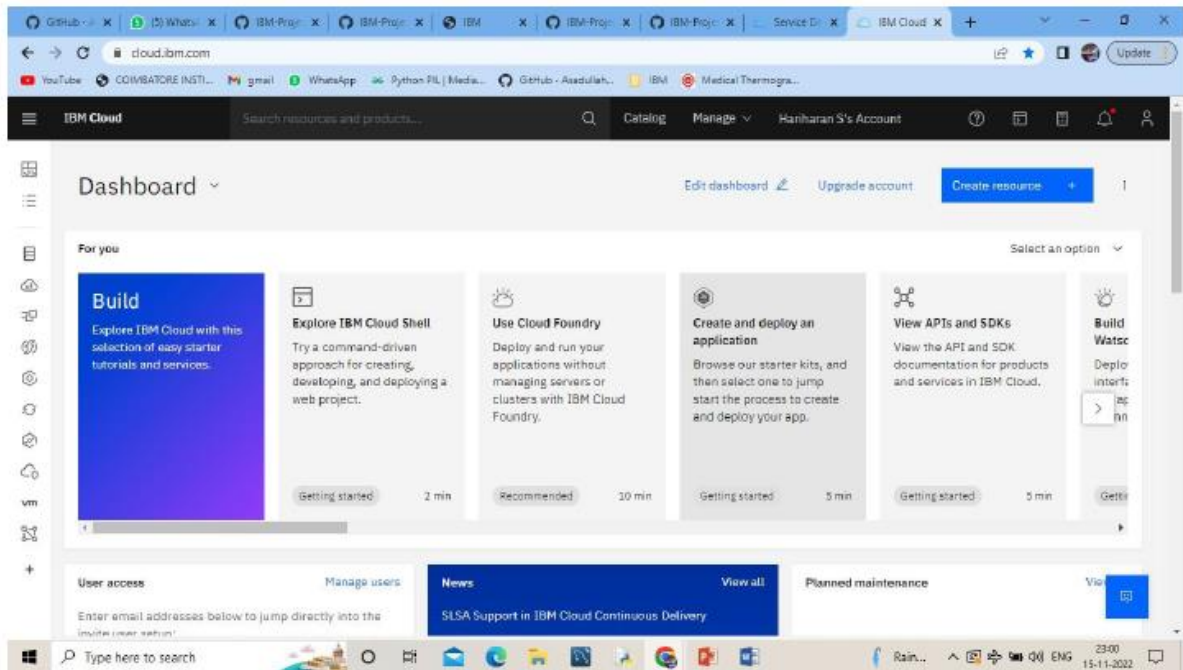 GitHub - A
(5) WhatsA
IBM-Proje
IBM-Proje
IBM
IBM-Proje
IBM-Proje
Service De
IBM Cloud
cloud.ibm.com
Update
YouTube
COIMBATORE INSTI...
gmail
WhatsApp
Python PIL | Media...
GitHub - Asadullah...
IBM
Medical Thermogra...
IBM Cloud
Search resources and products...
Catalog
Manage
Hariharan S's Account
Dashboard
Edit dashboard
Upgrade account
Create resource +
For you
Select an option
Build
Explore IBM Cloud with this
selection of easy starter
tutorials and services.
Explore IBM Cloud Shell
Try a command-driven
approach for creating,
developing, and deploying a
web project.
Getting started
2 min
Use Cloud Foundry
Deploy and run your
applications without
managing servers or
clusters with IBM Cloud
Foundry.
Recommended
10 min
Create and deploy an
application
Browse our starter kits, and
then select one to jump
start the process to create
and deploy your app.
Getting started
5 min
View APIs and SDKs
View the API and SDK
documentation for products
and services in IBM Cloud.
Getting started
5 min
Build
Watso
Deplo
interfa
Getti
vm
User access
Manage users
Enter email addresses below to jump directly into the
invite user setup!
News
View all
SLSA Support in IBM Cloud Continuous Delivery
Planned maintenance
Type here to search
Rain...
ENG
23:00
15-11-2022